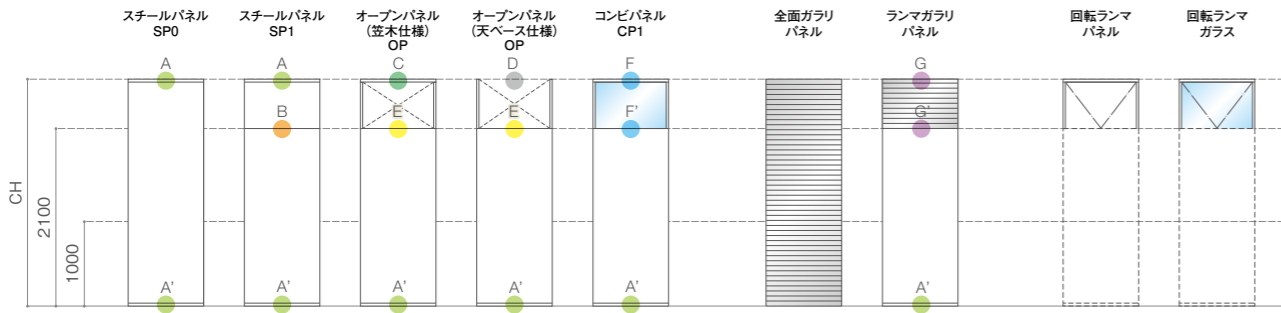 スチールパネル
SP0
スチールパネル
SP1
オープンパネル
(笠木仕様)
OP
オープンパネル
(天ベース仕様)
OP
コンビパネル
CP1
全面ガラリ
パネル
ランマガラリ
パネル
回転ランマ
パネル
回転ランマ
ガラス
A
A
C
D
F
G
B
E
E
F'
G'
CH
2100
1000
A'
A'
A'
A'
A'
A'